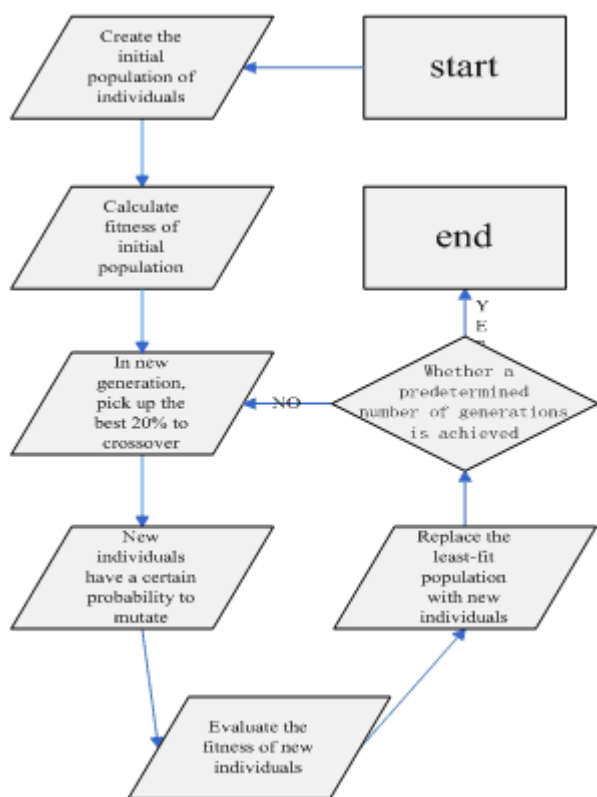 start
Create the
initial
population of
individuals
Calculate
fitness of
initial
population
In new
generation,
pick up the
best 20% to
crossover
New
individuals
have a certain
probability to
mutate
Evaluate the
fitness of new
individuals
Replace the
least-fit
population
with new
individuals
Whether a
predetermined
number of generations
is achieved
NO
end